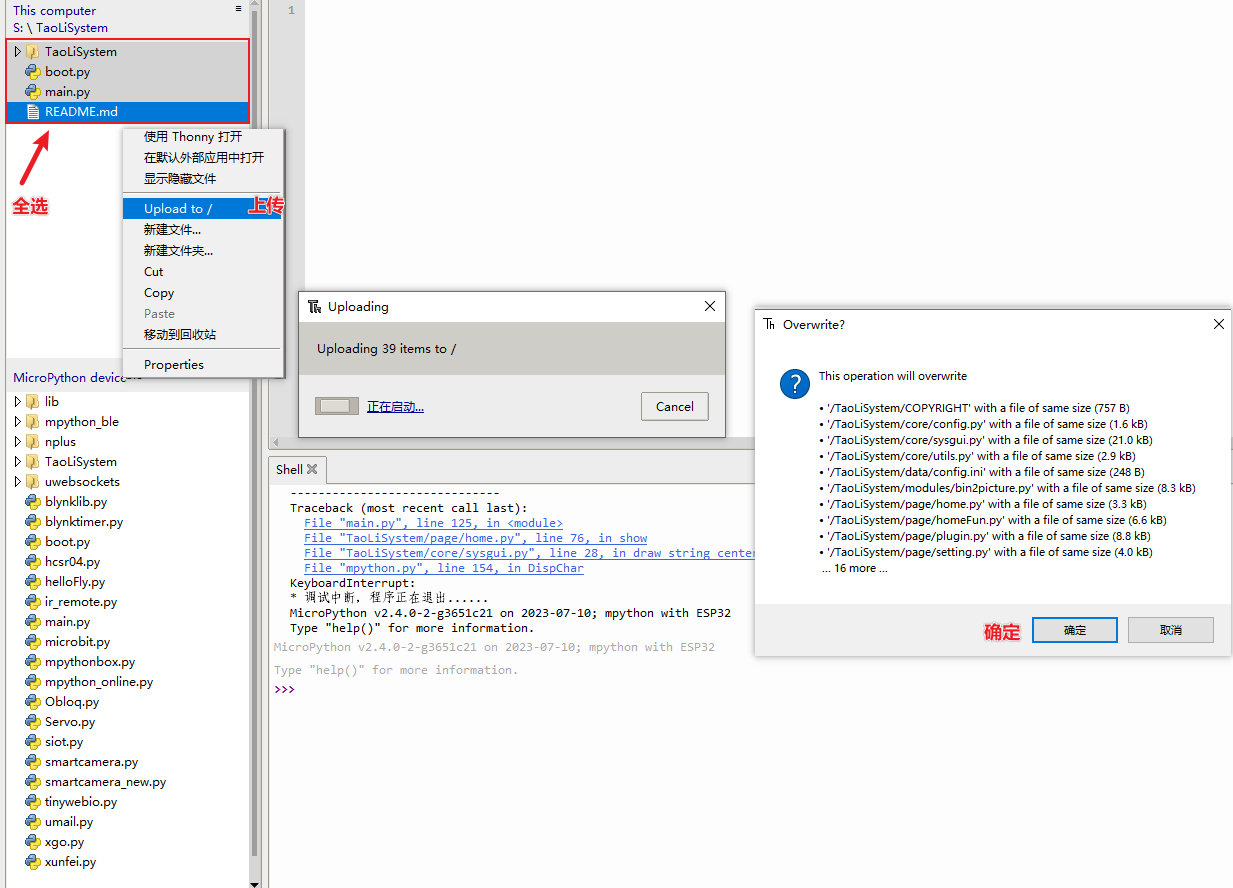 This computer
S: \ TaoLiSystem
TaoLiSystem
boot.py
main.py
README.md
全选
使用 Thonny 打开
在默认外部应用中打开
显示隐藏文件
Upload to /
上传
新建文件...
新建文件夹...
Cut
Copy
Paste
移动到回收站
Properties
MicroPython device
lib
mpython_ble
nplus
TaoLiSystem
uwebsockets
blynklib.py
blynktimer.py
boot.py
hcsr04.py
helloFly.py
ir_remote.py
main.py
microbit.py
mpythonbox.py
mpython_online.py
Obloq.py
Servo.py
siot.py
smartcamera.py
smartcamera_new.py
tinywebio.py
umail.py
xgo.py
xunfei.py
1
Uploading
Uploading 39 items to /
正在启动...
Cancel
Shell
------------------------------
Traceback (most recent call last):
File "main.py", line 125, in <module>
File "TaoLiSystem/page/home.py", line 76, in show
File "TaoLiSystem/core/sysgui.py", line 28, in draw string center
File "mpython.py", line 154, in DispChar
KeyboardInterrupt:
* 调试中断，程序正在退出......
MicroPython v2.4.0-2-g3651c21 on 2023-07-10; mpython with ESP32
Type "help()" for more information.
MicroPython v2.4.0-2-g3651c21 on 2023-07-10; mpython with ESP32
Type "help()" for more information.
>>>
Overwrite?
This operation will overwrite
• '/TaoLiSystem/COPYRIGHT' with a file of same size (757 B)
• '/TaoLiSystem/core/config.py' with a file of same size (1.6 kB)
• '/TaoLiSystem/core/sysgui.py' with a file of same size (21.0 kB)
• '/TaoLiSystem/core/utils.py' with a file of same size (2.9 kB)
• '/TaoLiSystem/data/config.ini' with a file of same size (248 B)
• '/TaoLiSystem/modules/bin2picture.py' with a file of same size (8.3 kB)
• '/TaoLiSystem/page/home.py' with a file of same size (3.3 kB)
• '/TaoLiSystem/page/homeFun.py' with a file of same size (6.6 kB)
• '/TaoLiSystem/page/plugin.py' with a file of same size (8.8 kB)
• '/TaoLiSystem/page/setting.py' with a file of same size (4.0 kB)
... 16 more ...
确定
确定
取消